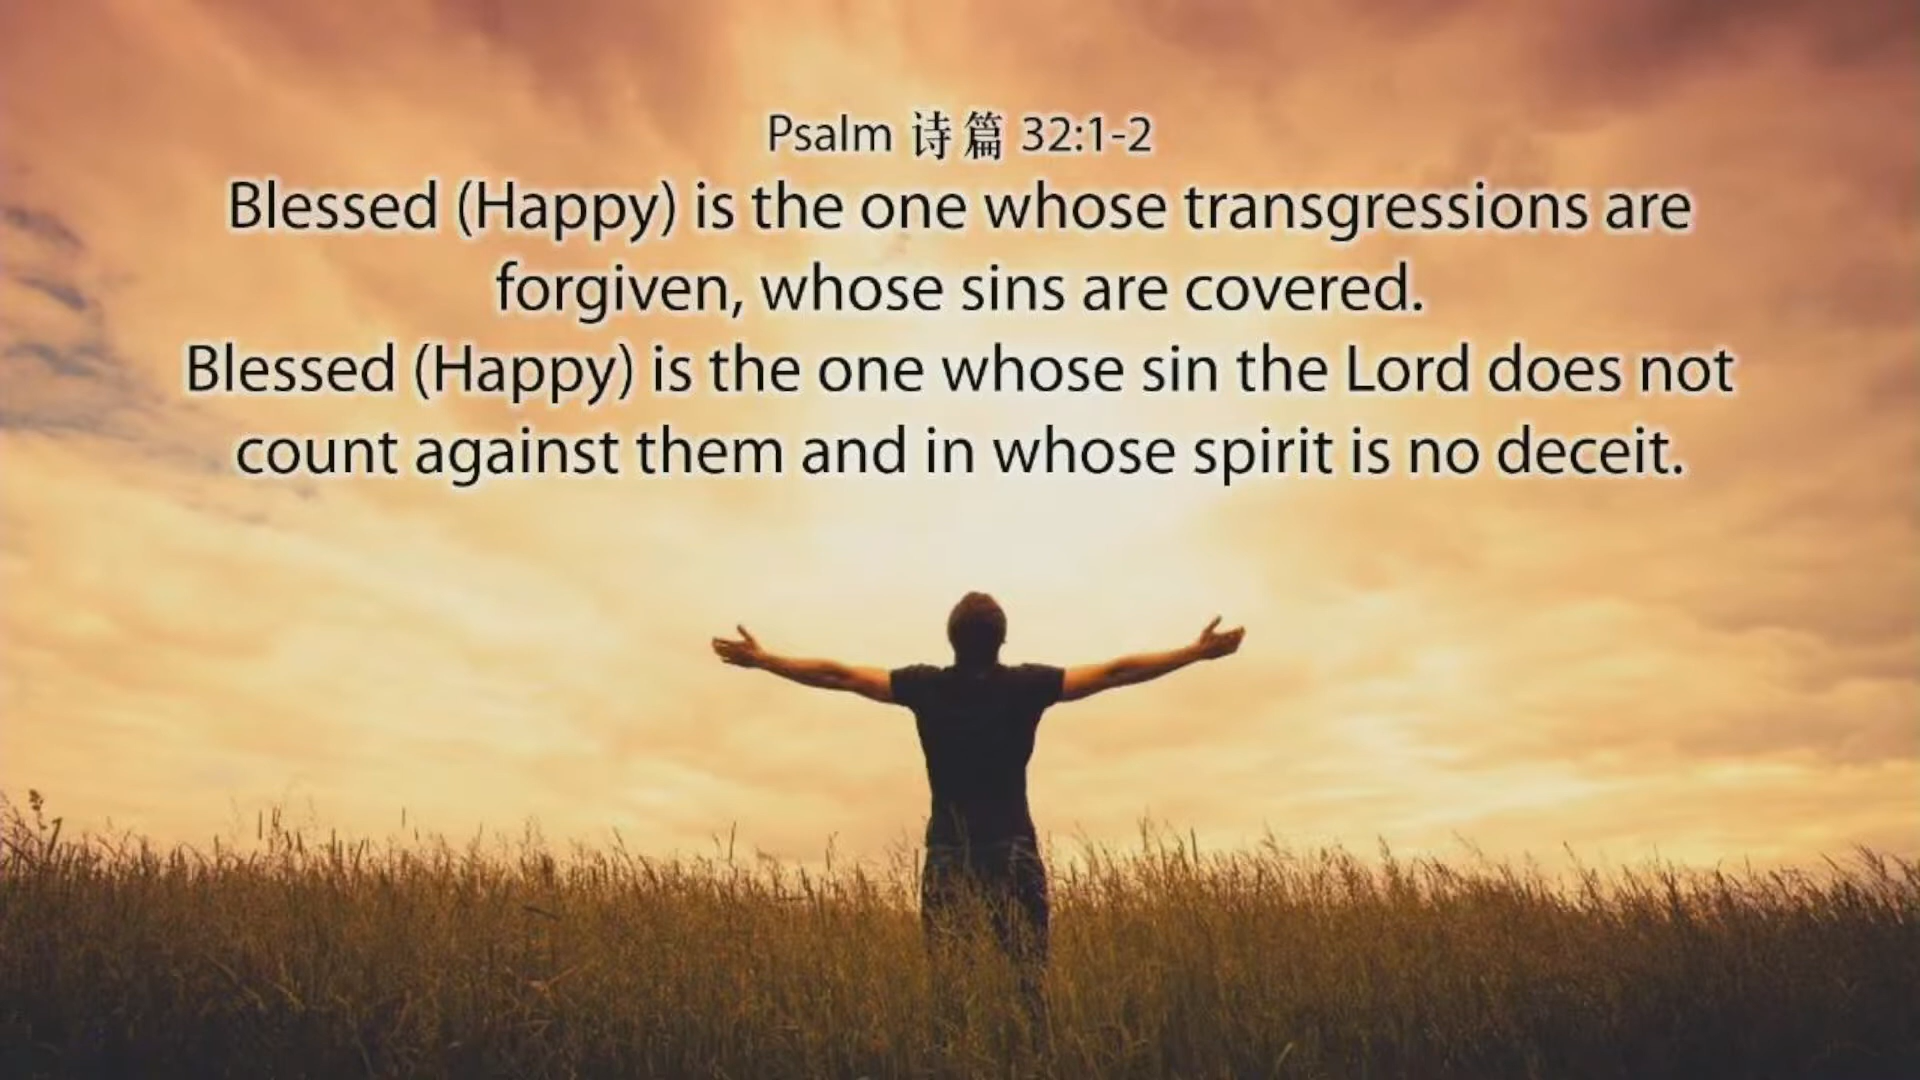 Psalm 诗篇 32:1-2
Blessed (Happy) is the one whose transgressions are
forgiven, whose sins are covered.
Blessed (Happy) is the one whose sin the Lord does not
count against them and in whose spirit is no deceit.